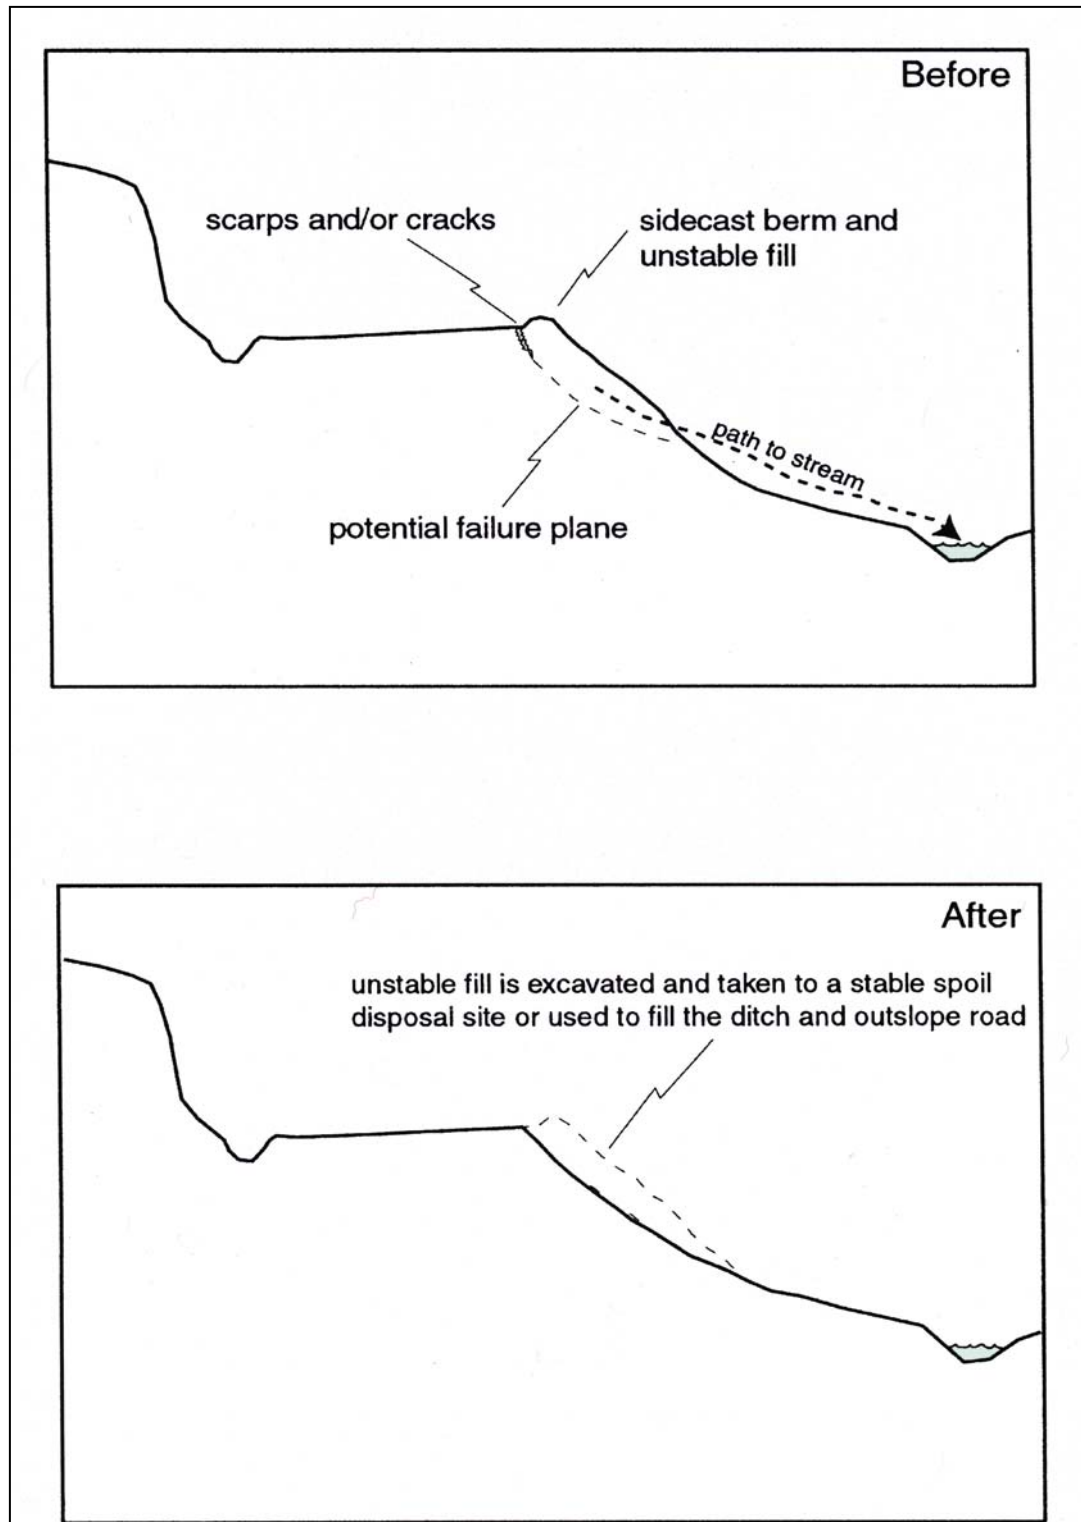 Before
scarps and/or cracks
sidecast berm and
unstable fill
path to stream
potential failure plane
After
unstable fill is excavated and taken to a stable spoil
disposal site or used to fill the ditch and outslope road